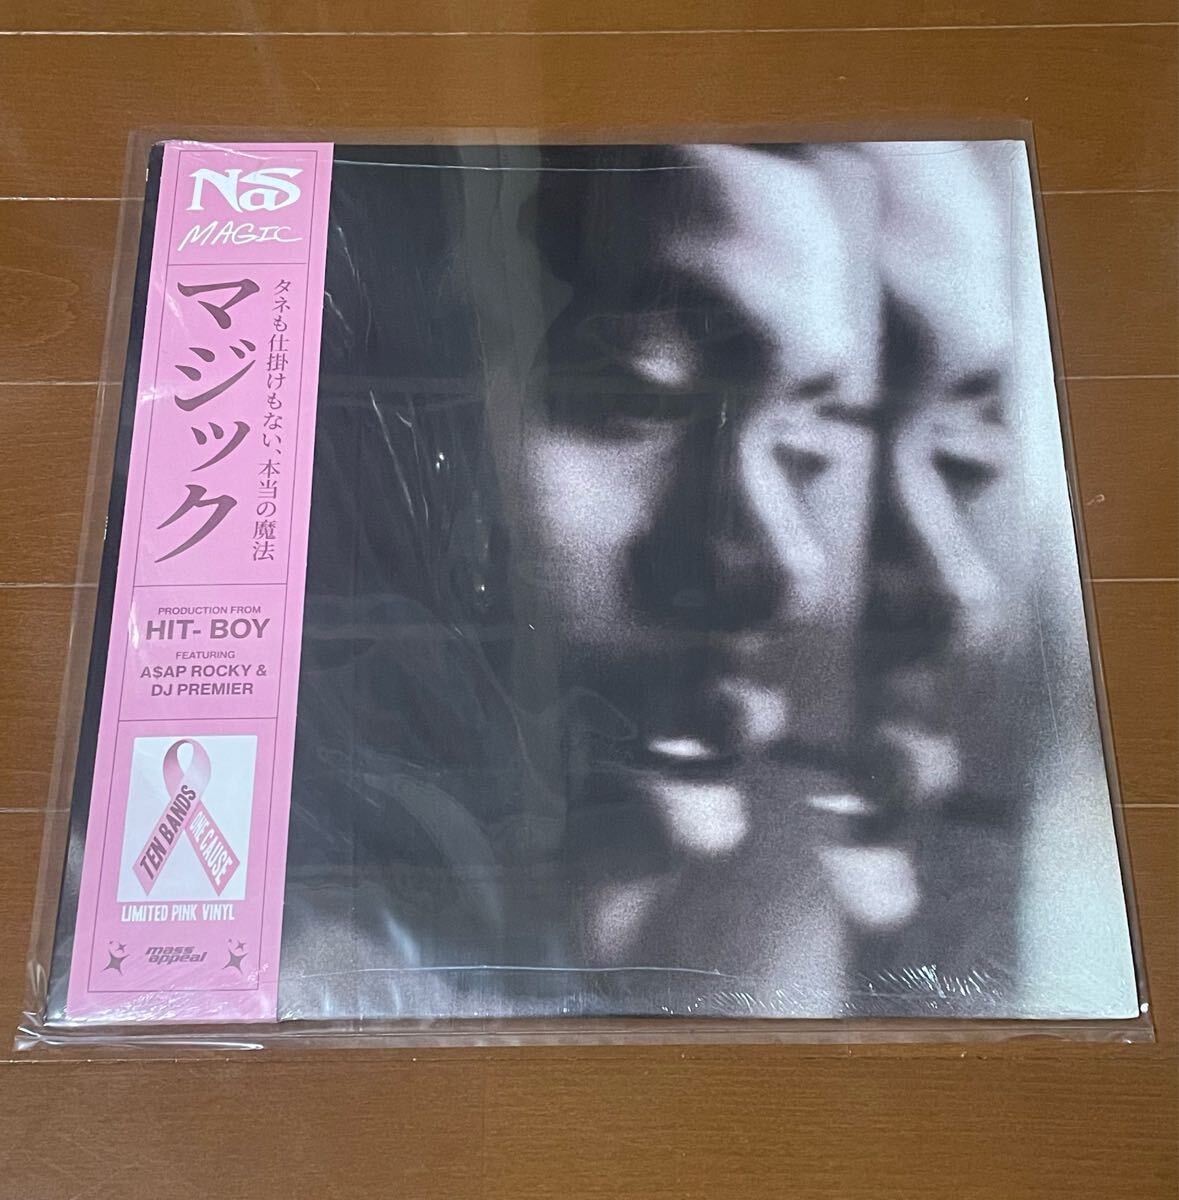 NaS
MAGIC
マジック
タネも仕掛けもない、本当の魔法
PRODUCTION FROM
HIT- BOY
FEATURING
A$AP ROCKY &
DJ PREMIER
TEN BANDS
ONE CAUSE
LIMITED PINK VINYL
mass
appeal